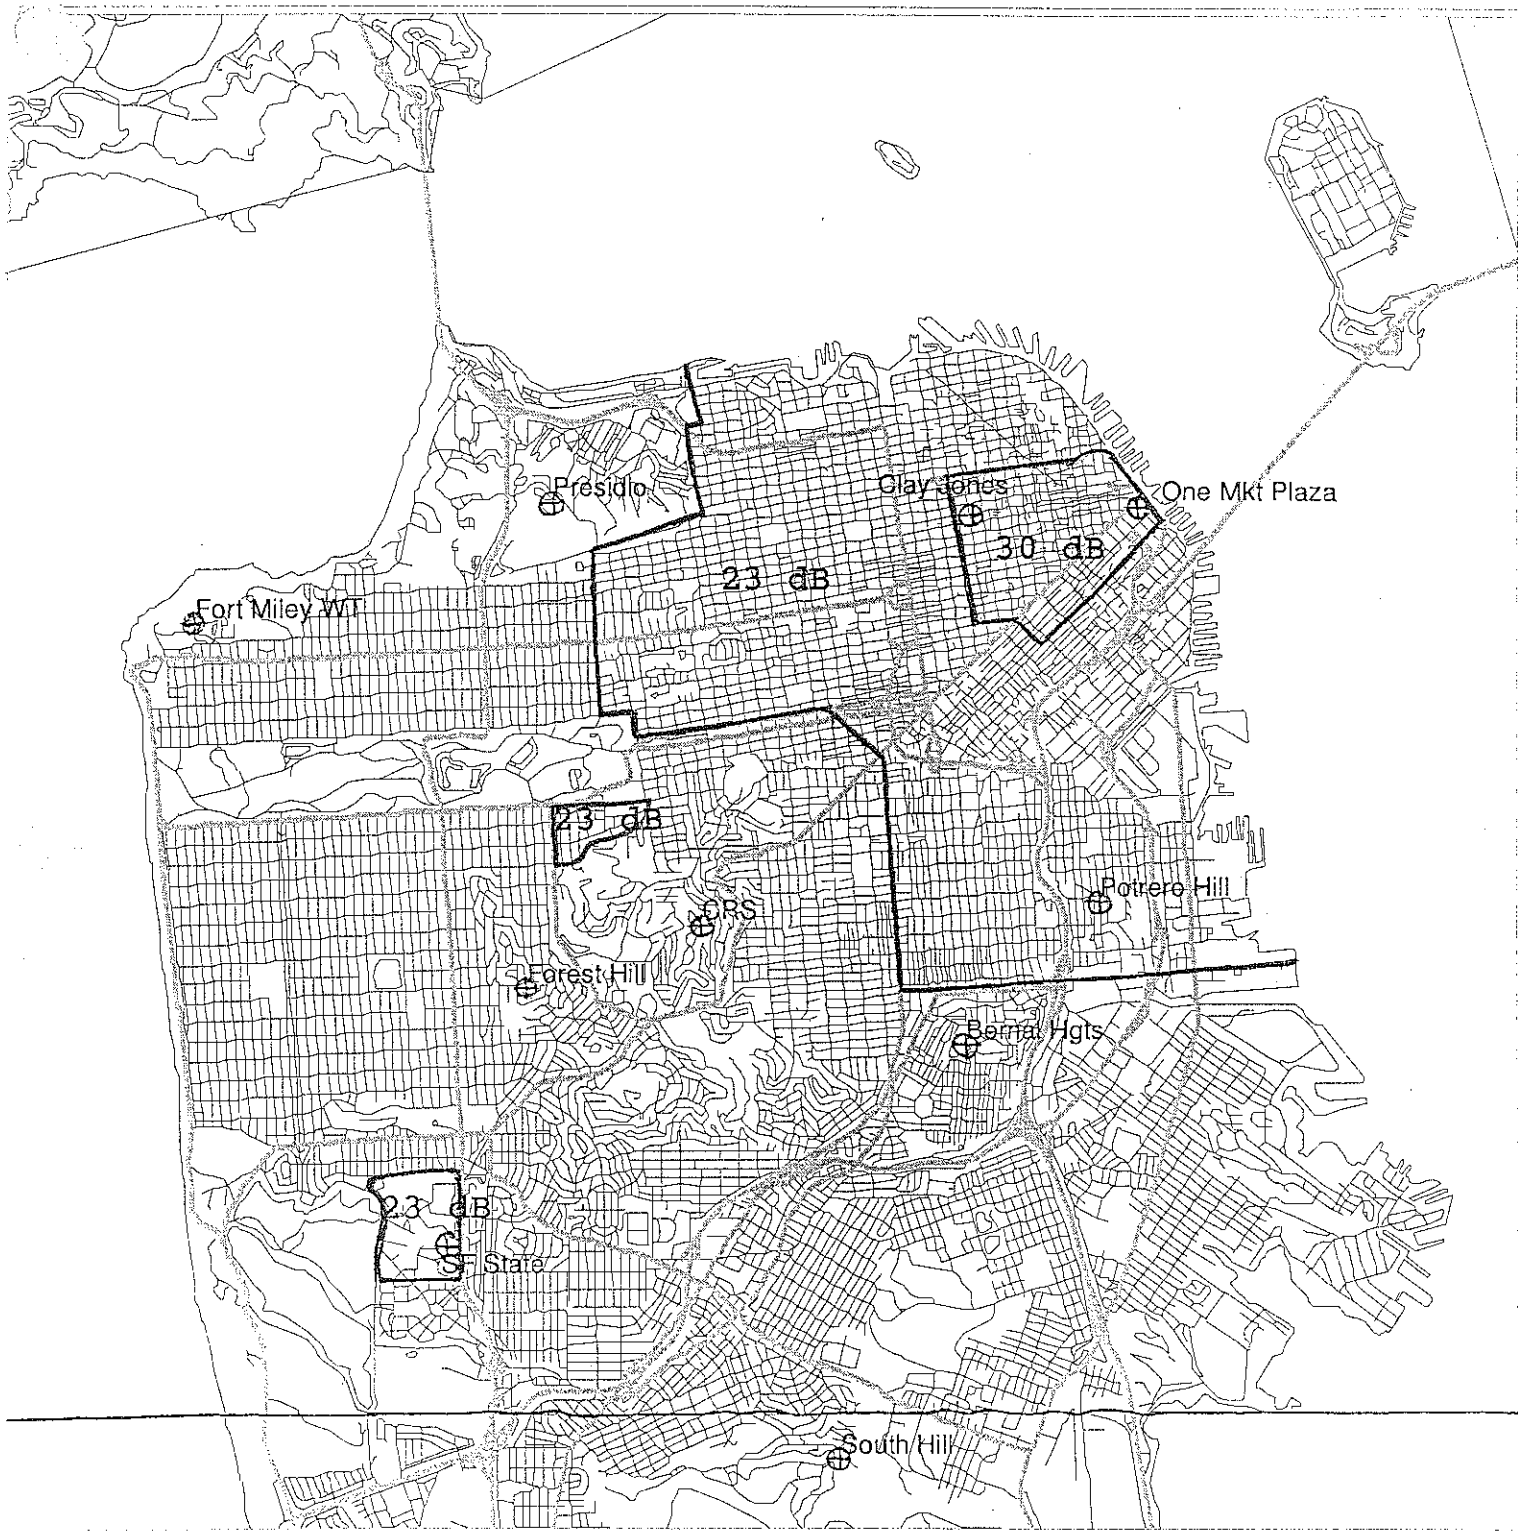 Presidio
Clay Jones
One Mkt Plaza
30 dB
23 dB
Fort Miley WT
23 dB
Potrero Hill
CRS
Forest Hill
Bernal Hgts
23 dB
SF State
South Hill